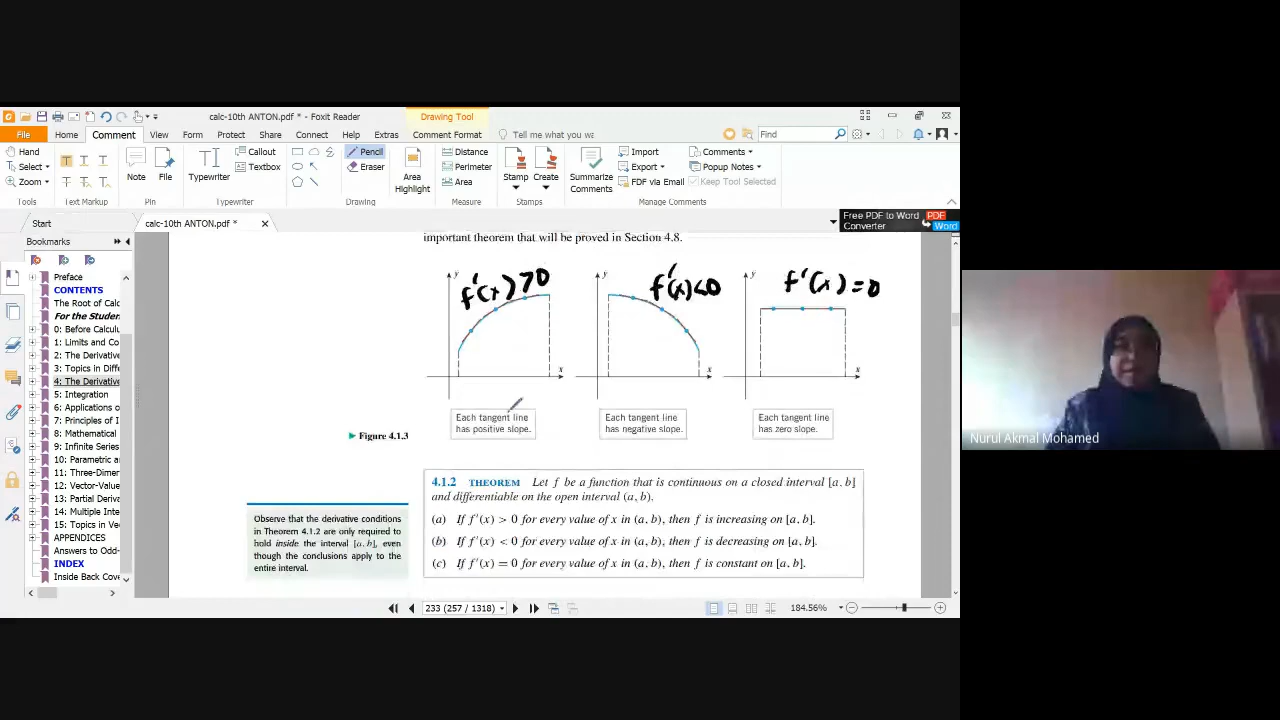 calc-10th ANTON.pdf * - Foxit Reader
Drawing Tool
File
Home
Comment
View
Form
Protect
Share
Connect
Help
Extras
Comment Format
Tell me what you wa
Find
Hand
Select
Zoom
Tools
Text Markup
Note
File
Pin
Typewriter
Callout
Textbox
Typewriter
Drawing
Pencil
Eraser
Area
Highlight
Distance
Perimeter
Area
Measure
Stamp
Create
Stamps
Summarize
Comments
Import
Export
FDF via Email
Comments
Popup Notes
Keep Tool Selected
Manage Comments
Start
calc-10th ANTON.pdf *
Free PDF to Word
Converter
PDF
Word
Bookmarks
Preface
CONTENTS
The Root of Calc
For the Student
0: Before Calculu
1: Limits and Co
2: The Derivative
3: Topics in Differ
4: The Derivative
5: Integration
6: Applications o
7: Principles of I
8: Mathematical
9: Infinite Series
10: Parametric ar
11: Three-Dimer
12: Vector-Value
13: Partial Deriva
14: Multiple Inte
15: Topics in Ve
APPENDICES
Answers to Odd-
INDEX
Inside Back Cove
important theorem that will be proved in Section 4.8.
y
f'(x) > 0
x
y
f'(x) < 0
x
y
f'(x) = 0
x
Each tangent line
has positive slope.
Each tangent line
has negative slope.
Each tangent line
has zero slope.
Figure 4.1.3
4.1.2 THEOREM Let f be a function that is continuous on a closed interval [a, b]
and differentiable on the open interval (a, b).
(a) If f′(x) > 0 for every value of x in (a, b), then f is increasing on [a, b].
(b) If f′(x) < 0 for every value of x in (a, b), then f is decreasing on [a, b].
(c) If f′(x) = 0 for every value of x in (a, b), then f is constant on [a, b].
Observe that the derivative conditions
in Theorem 4.1.2 are only required to
hold inside the interval [a, b], even
though the conclusions apply to the
entire interval.
233 (257 / 1318)
184.56%
Nurul Akmal Mohamed